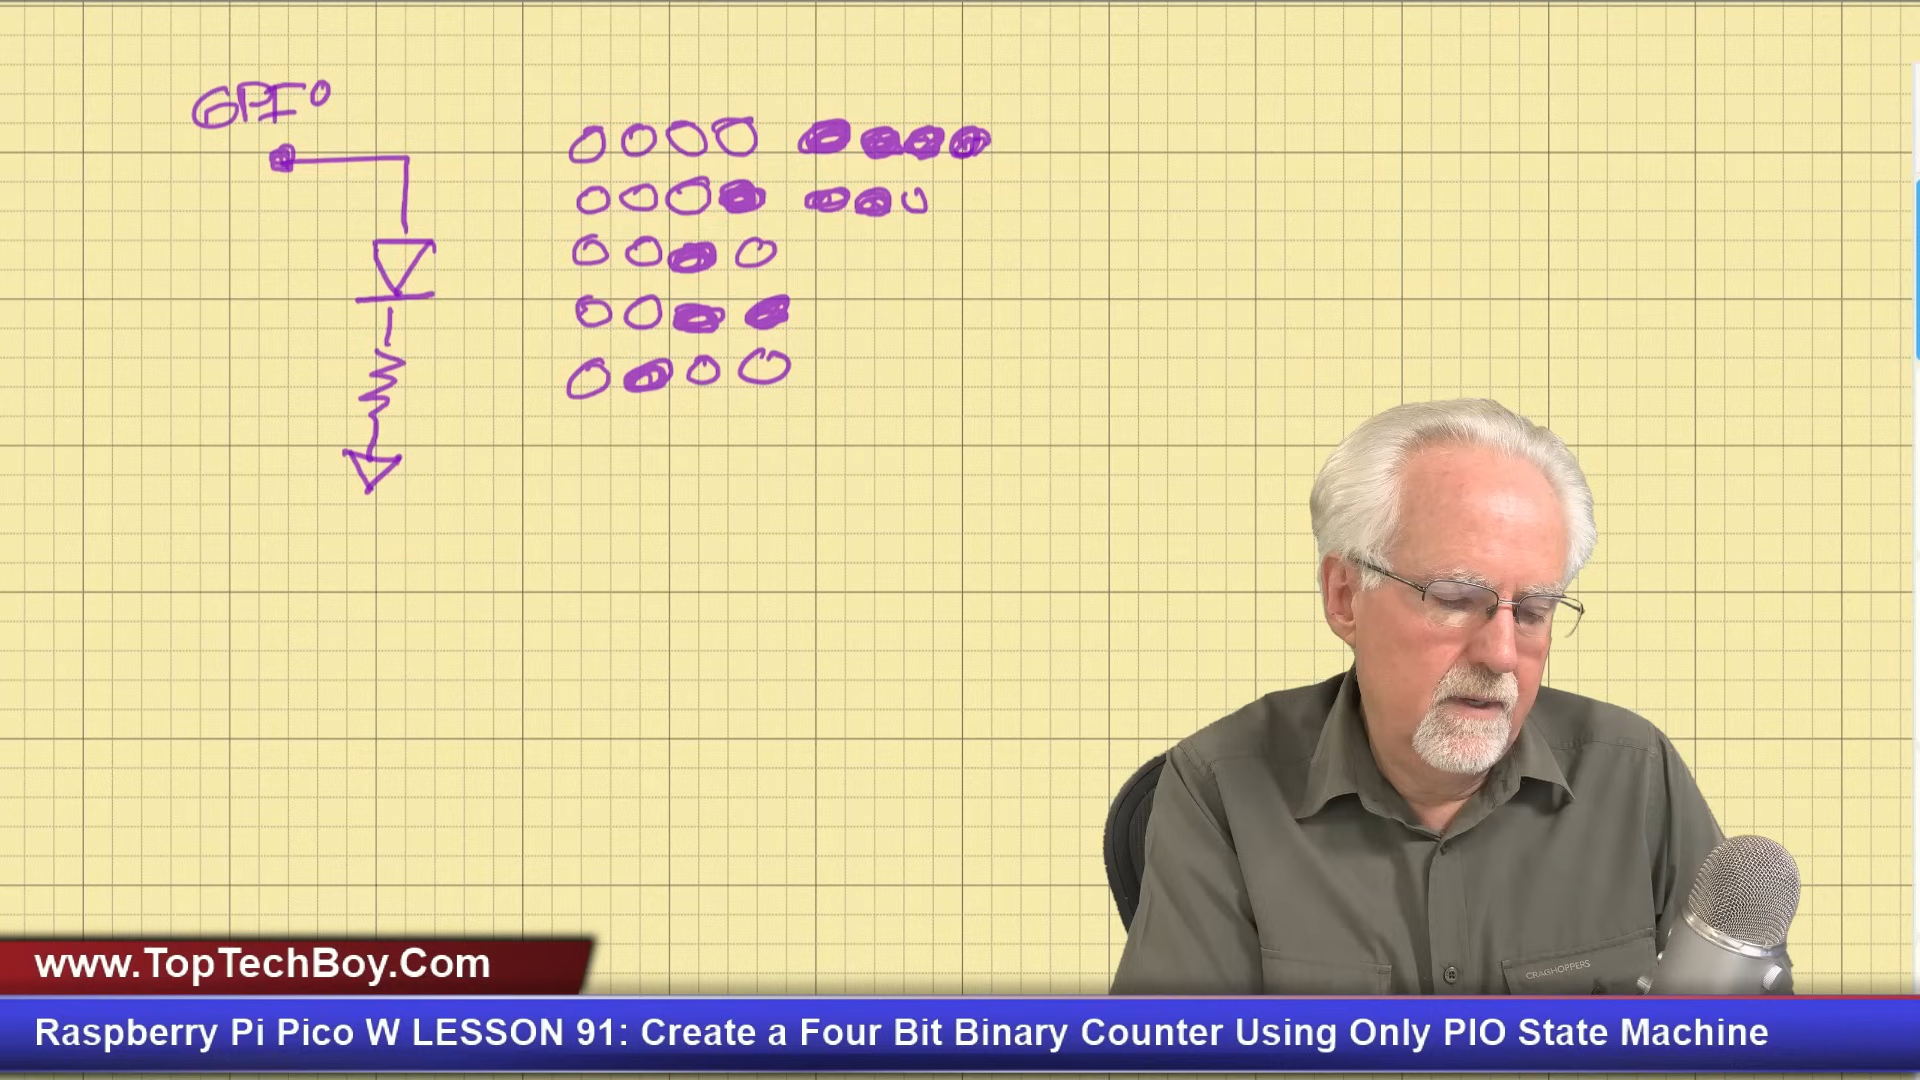 GPIO
CRAGHOPPERS
www.TopTechBoy.Com
Raspberry Pi Pico W LESSON 91: Create a Four Bit Binary Counter Using Only PIO State Machine